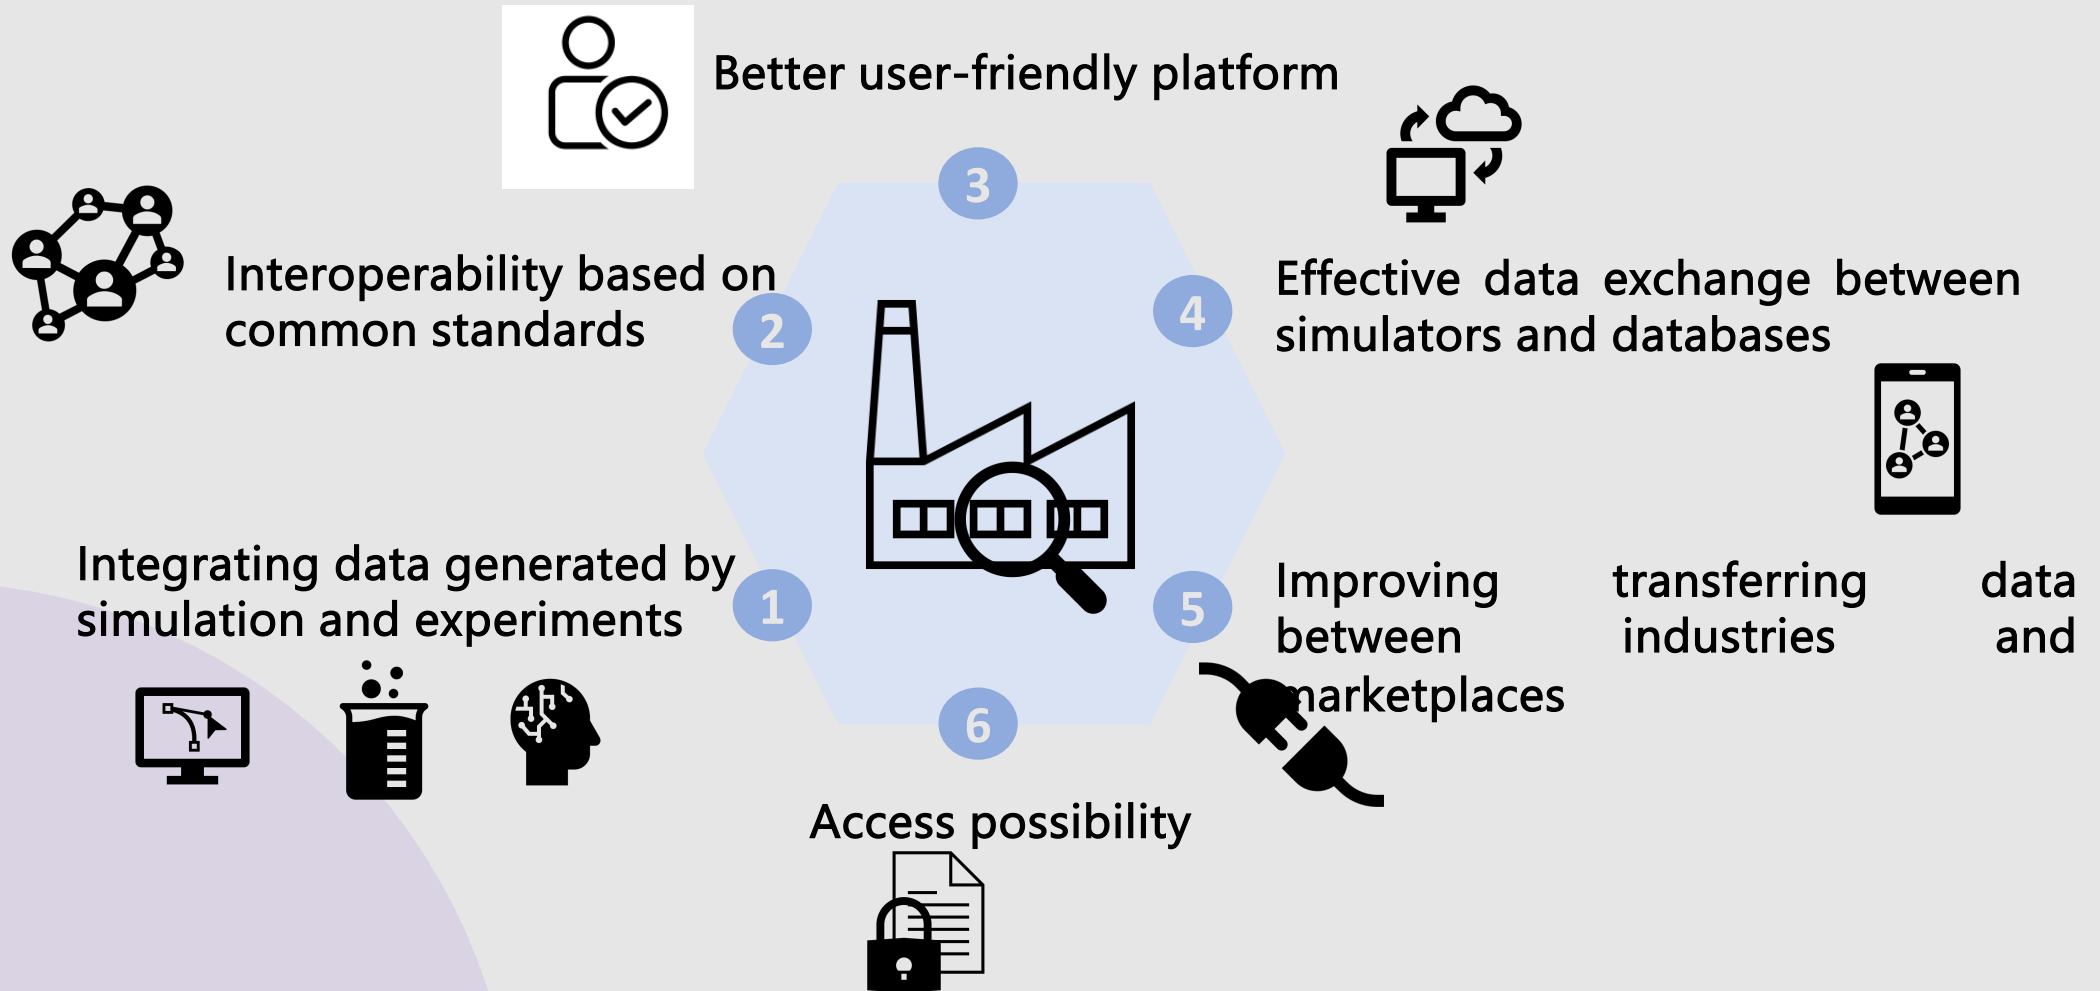 Better user-friendly platform
3
Interoperability based on
common standards
2
4
Effective data exchange between
simulators and databases
Integrating data generated by
simulation and experiments
1
5
Improving transferring data
between industries and
marketplaces
6
Access possibility